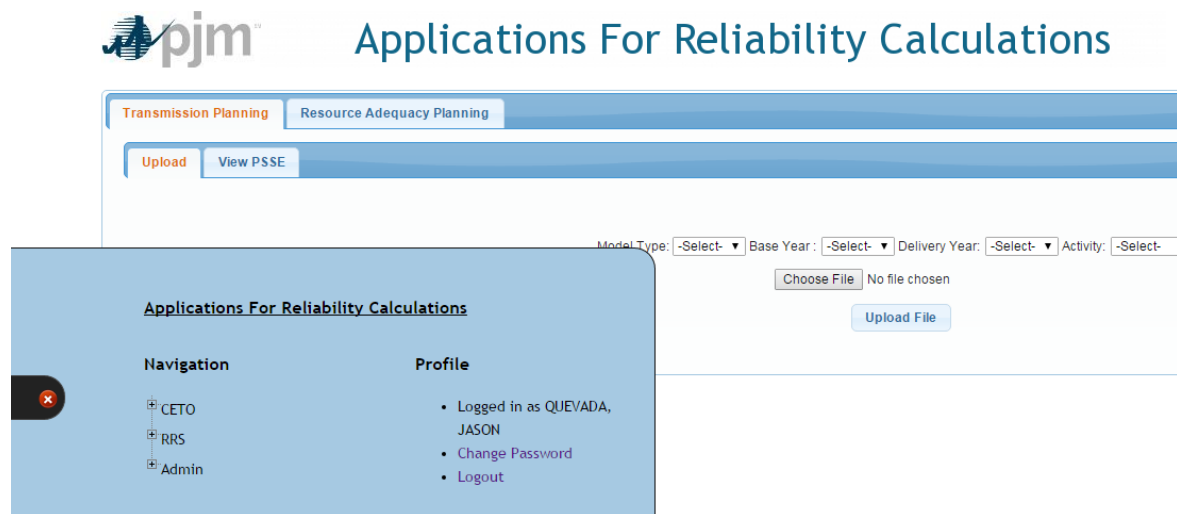 pjm
Applications For Reliability Calculations
Transmission Planning Resource Adequacy Planning
Upload View PSSE
Model Type: -Select- Base Year : -Select- Delivery Year: -Select- Activity: -Select-
Choose File No file chosen
Upload File
Applications For Reliability Calculations
Navigation
CETO
RRS
Admin
Profile
Logged in as QUEVADA,
JASON
Change Password
Logout